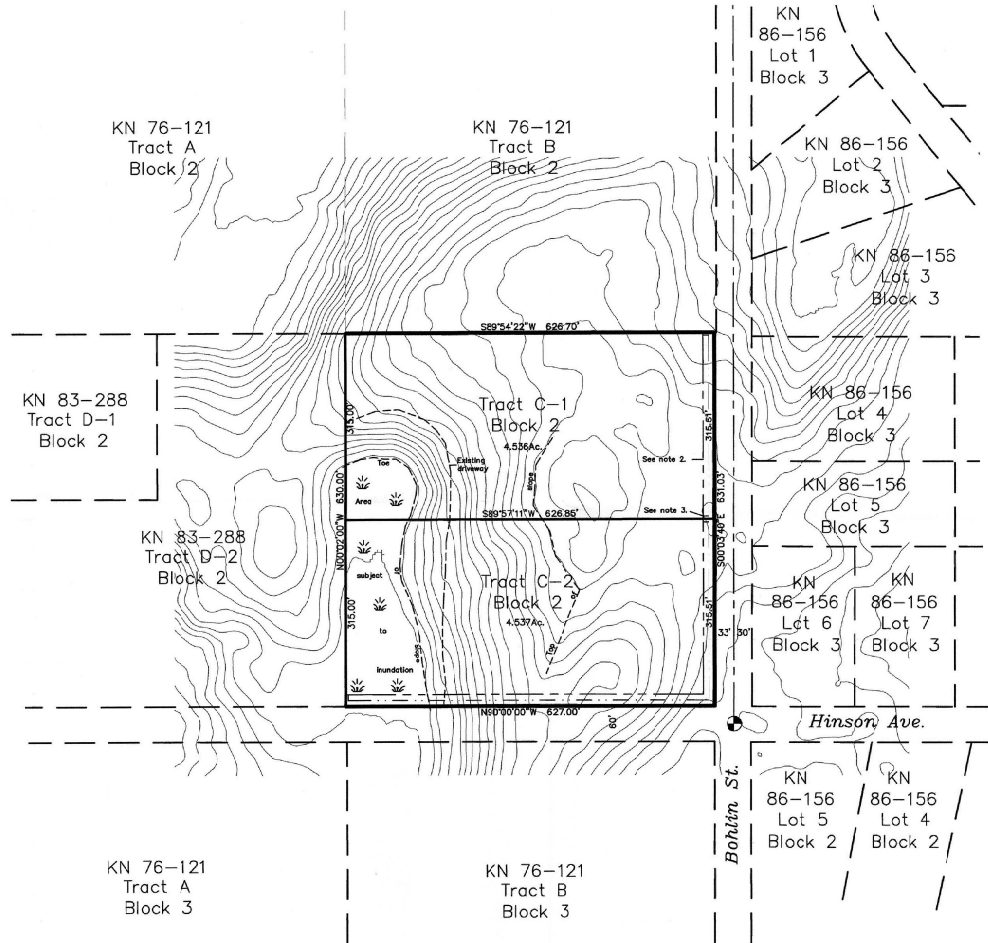 KN
86-156
Lot 1
Block 3
KN 76-121
Tract A
Block 2
KN 76-121
Tract B
Block 2
KN 86-156
Lot 2
Block 3
KN 86-156
Lot 3
Block 3
S89°54'22"W 626.70'
KN 83-288
Tract D-1
Block 2
315.00'
Tract C-1
Block 2
4.536Ac.
315.51'
KN 86-156
Lot 4
Block 3
Existing
driveway
See note 2.
Toe
Area
slope
N00°02'00"W 630.00'
S00°03'40"E 631.03'
KN 86-156
Lot 5
Block 3
See note 3.
S89°57'11"W 626.85'
KN 83-288
Tract D-2
Block 2
subject
of
to
slope
inundation
315.00'
Tract C-2
Block 2
4.537Ac.
of
Top
315.51'
33' 30'
KN
86-156
Lot 6
Block 3
KN
86-156
Lot 7
Block 3
N90°00'00"W 627.00'
60'
Hinson Ave.
Bohlin St.
KN
86-156
Lot 5
Block 2
KN
86-156
Lot 4
Block 2
KN 76-121
Tract A
Block 3
KN 76-121
Tract B
Block 3